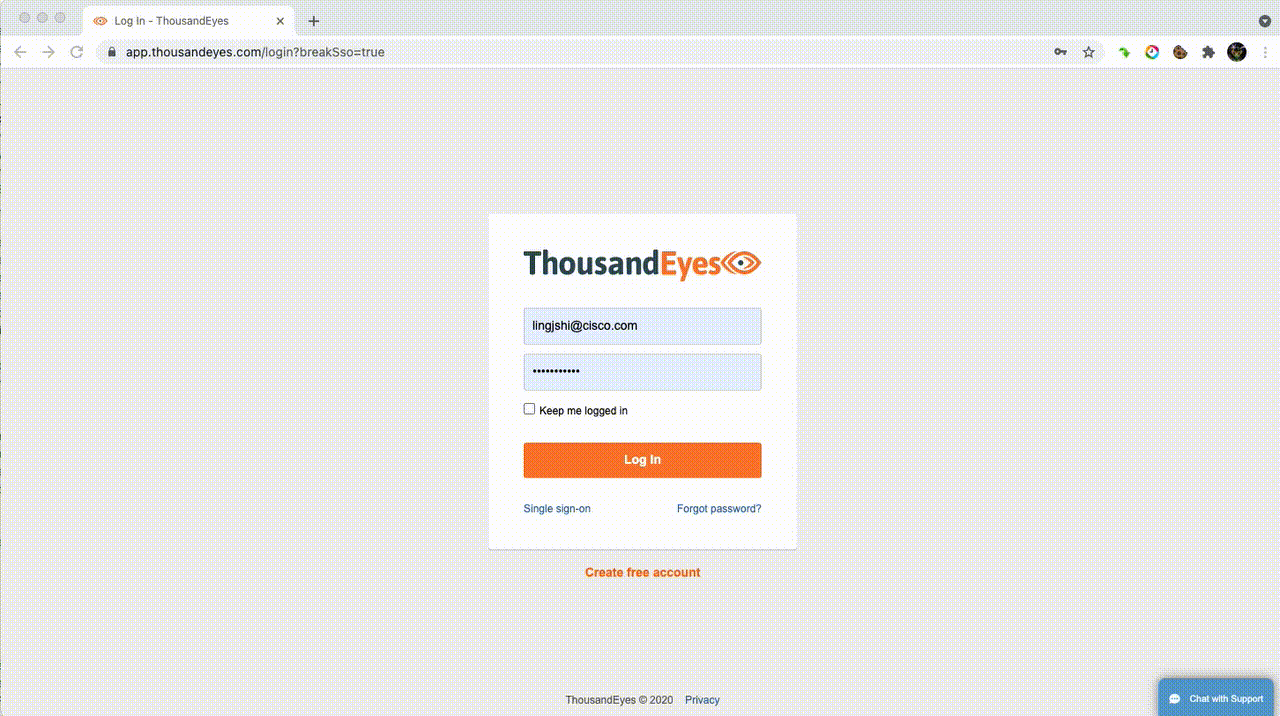 Log In - ThousandEyes
app.thousandeyes.com/login?breakSso=true
ThousandEyes
lingjshi@cisco.com
•••••••••••
Keep me logged in
Log In
Single sign-on Forgot password?
Create free account
ThousandEyes © 2020 Privacy
Chat with Support